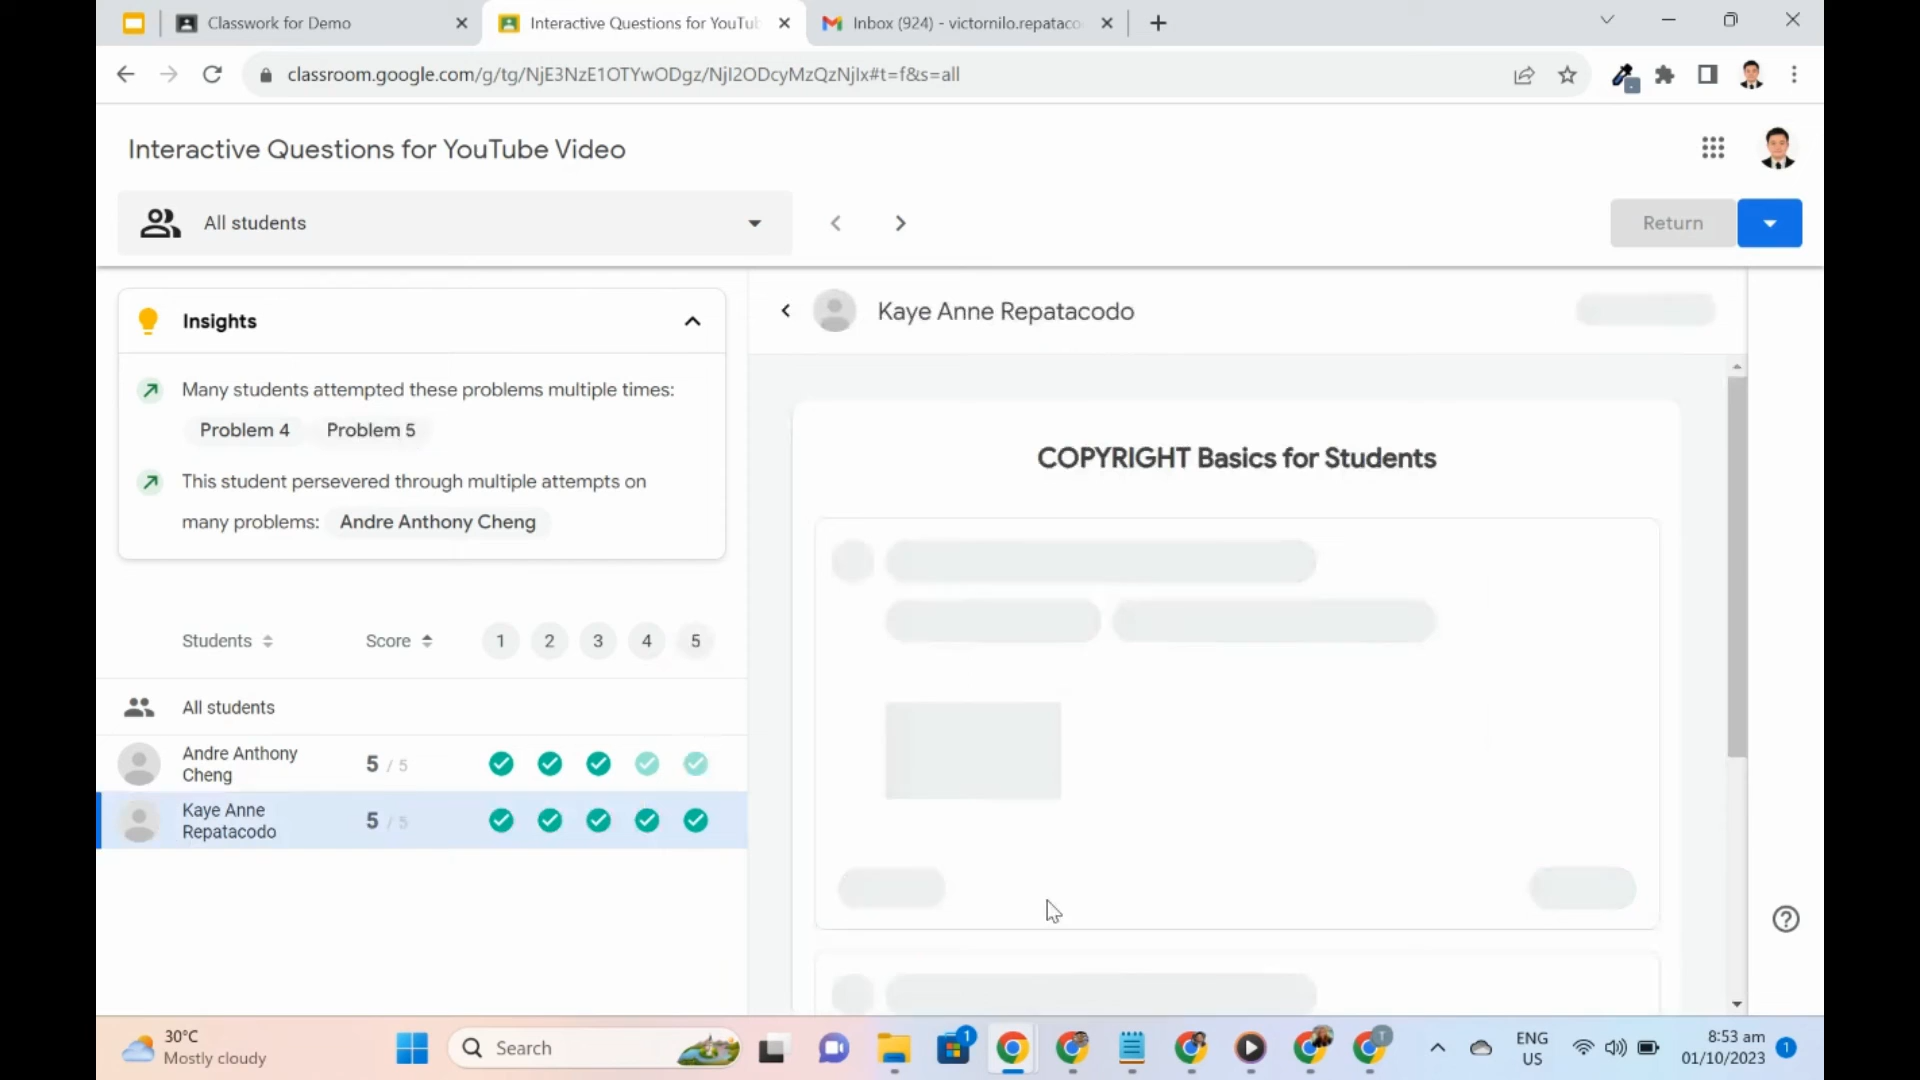 Classwork for Demo
Interactive Questions for YouTub
Inbox (924) - victornilo.repataco
classroom.google.com/g/tg/NjE3NzE1OTYwODgz/NjI2ODcyMzQzNjIx#t=f&s=all
Interactive Questions for YouTube Video
All students
Return
Insights
Many students attempted these problems multiple times:
Problem 4 Problem 5
This student persevered through multiple attempts on
many problems: Andre Anthony Cheng
Students Score 1 2 3 4 5
All students
Andre Anthony
Cheng
5 / 5
Kaye Anne
Repatacodo
5 / 5
Kaye Anne Repatacodo
COPYRIGHT Basics for Students
30°C
Mostly cloudy
Search
1
T
ENG
US
8:53 am
01/10/2023
1